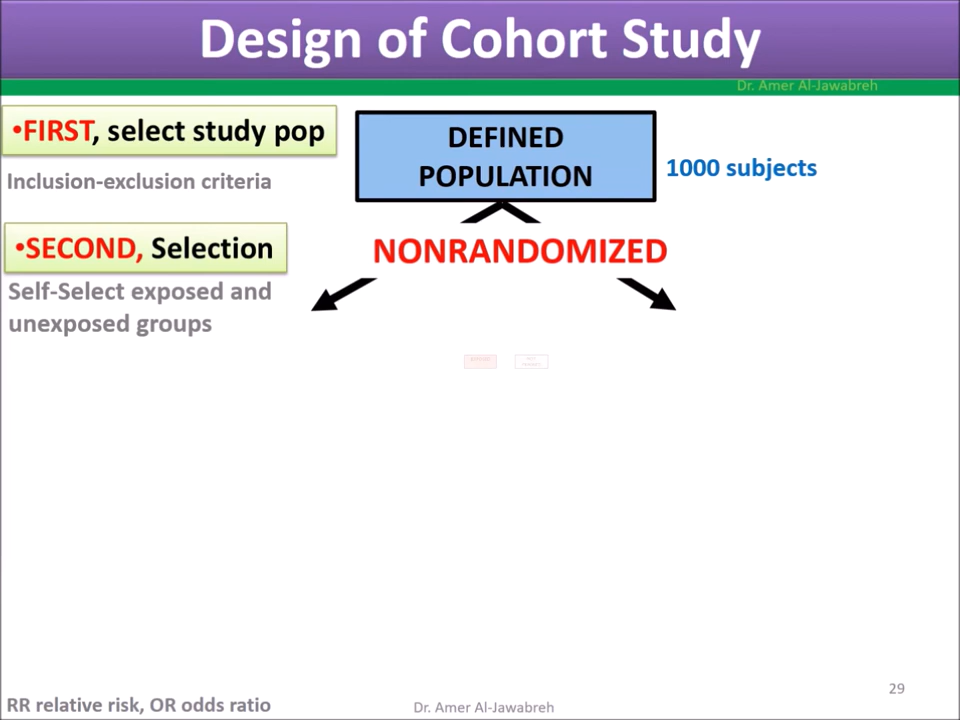 Design of Cohort Study
Dr. Amer Al-Jawabreh
•FIRST, select study pop
DEFINED
POPULATION
1000 subjects
Inclusion-exclusion criteria
•SECOND, Selection
NONRANDOMIZED
Self-Select exposed and
unexposed groups
29
RR relative risk, OR odds ratio
Dr. Amer Al-Jawabreh